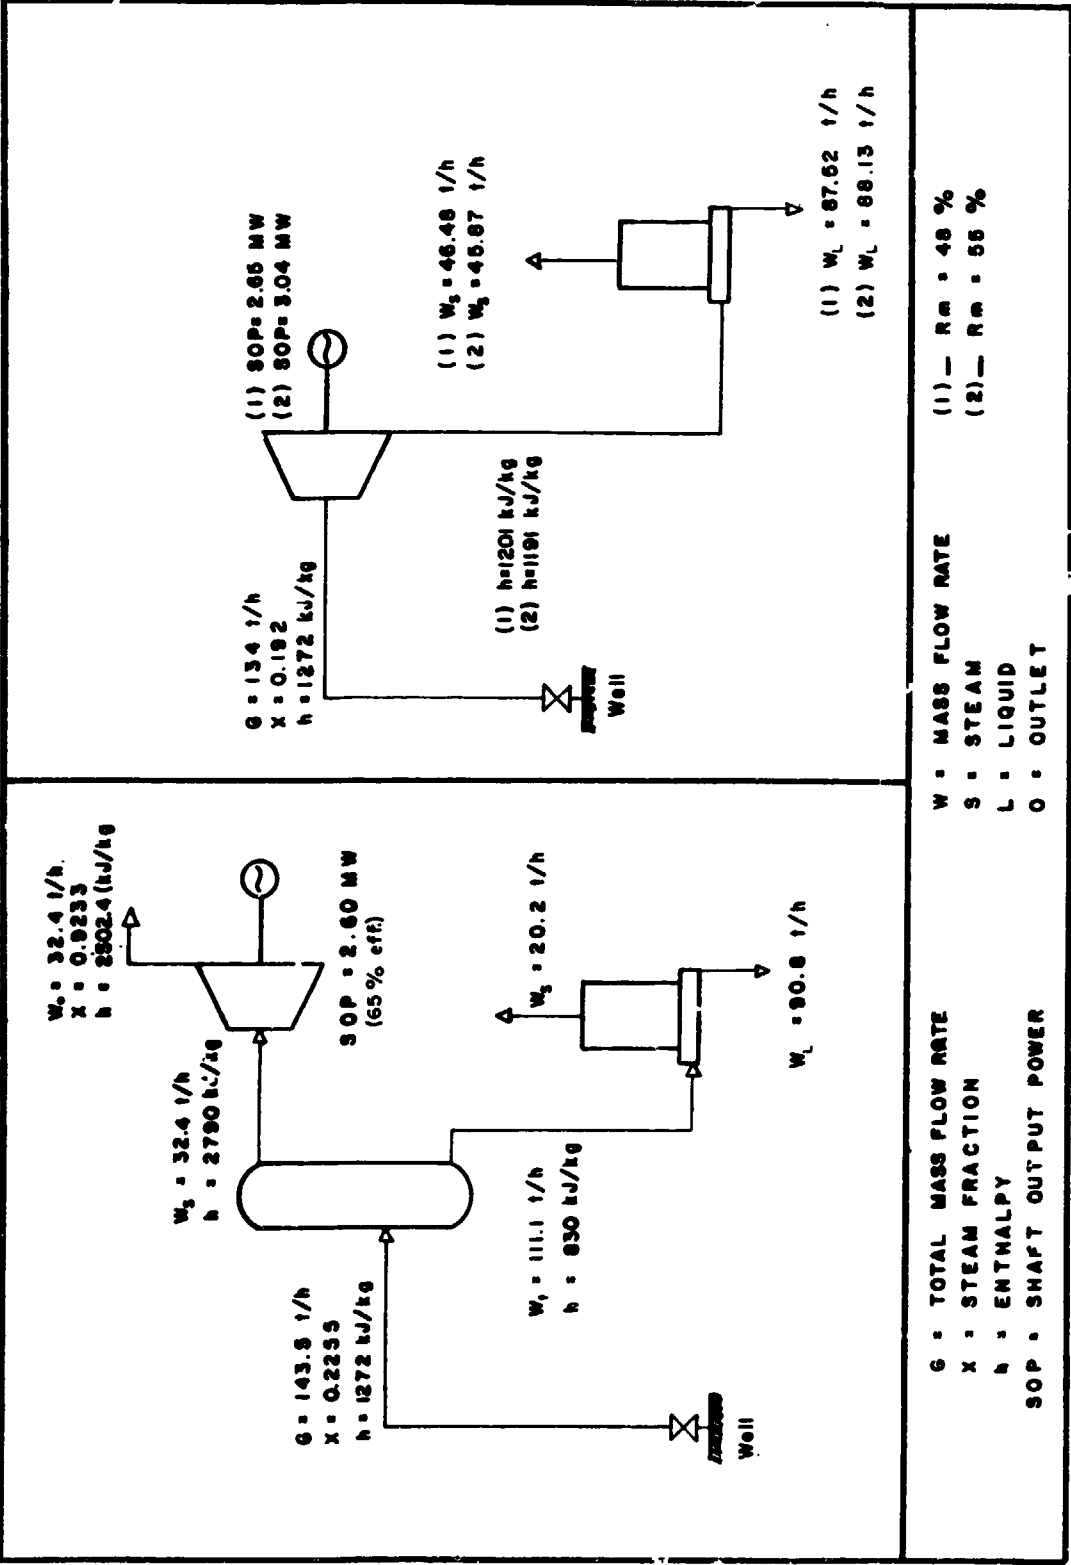 G = 143.5 t/h
X = 0.2255
h = 1272 kJ/kg
Well
Ws = 32.4 t/h
h = 2790 kJ/kg
Wo = 32.4 t/h.
X = 0.9233
h = 2502.4 (kJ/kg
SOP = 2.60 MW
(65% eff.)
W1 = 111.1 t/h
h = 830 kJ/kg
Ws = 20.2 t/h
WL = 90.8 t/h
G = 134 t/h
X = 0.192
h = 1272 kJ/kg
Well
(1) SOP= 2.65 MW
(2) SOP= 3.04 MW
(1) h=1201 kJ/kg
(2) h=1191 kJ/kg
(1) Ws = 46.48 t/h
(2) Ws = 45.87 t/h
(1) WL = 87.52 t/h
(2) WL = 88.13 t/h
G = TOTAL MASS FLOW RATE
X = STEAM FRACTION
h = ENTHALPY
SOP = SHAFT OUTPUT POWER
W = MASS FLOW RATE
S = STEAM
L = LIQUID
O = OUTLET
(1)— Rm = 48 %
(2)— Rm = 55 %